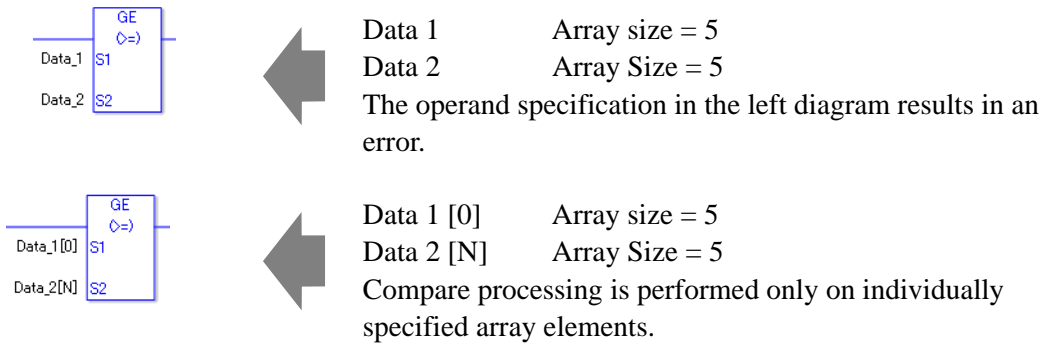 GE
(>=)
Data_1 S1
Data_2 S2
Data 1 Array size = 5
Data 2 Array Size = 5
The operand specification in the left diagram results in an
error.
GE
(>=)
Data_1[0] S1
Data_2[N] S2
Data 1 [0] Array size = 5
Data 2 [N] Array Size = 5
Compare processing is performed only on individually
specified array elements.